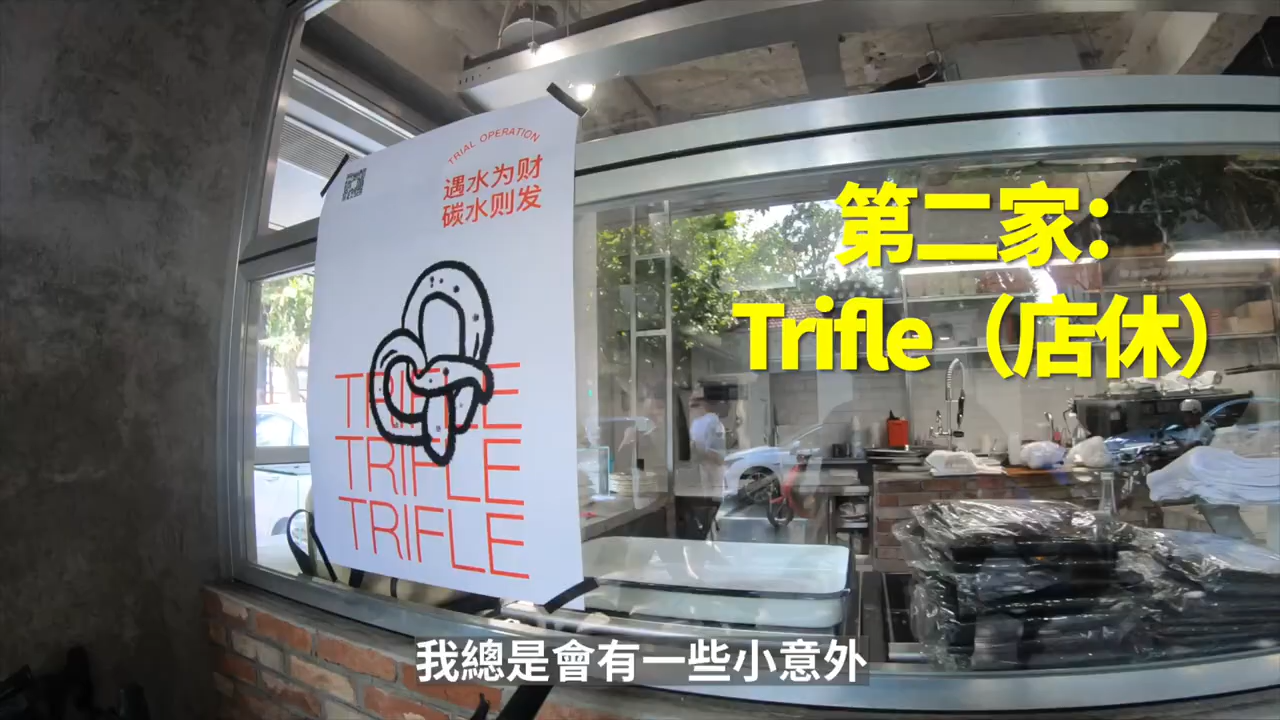 TRIAL OPERATION
遇水为财
碳水则发
TRIFLE
TRIFLE
TRIFLE
第二家：
Trifle（店休）
我總是會有一些小意外